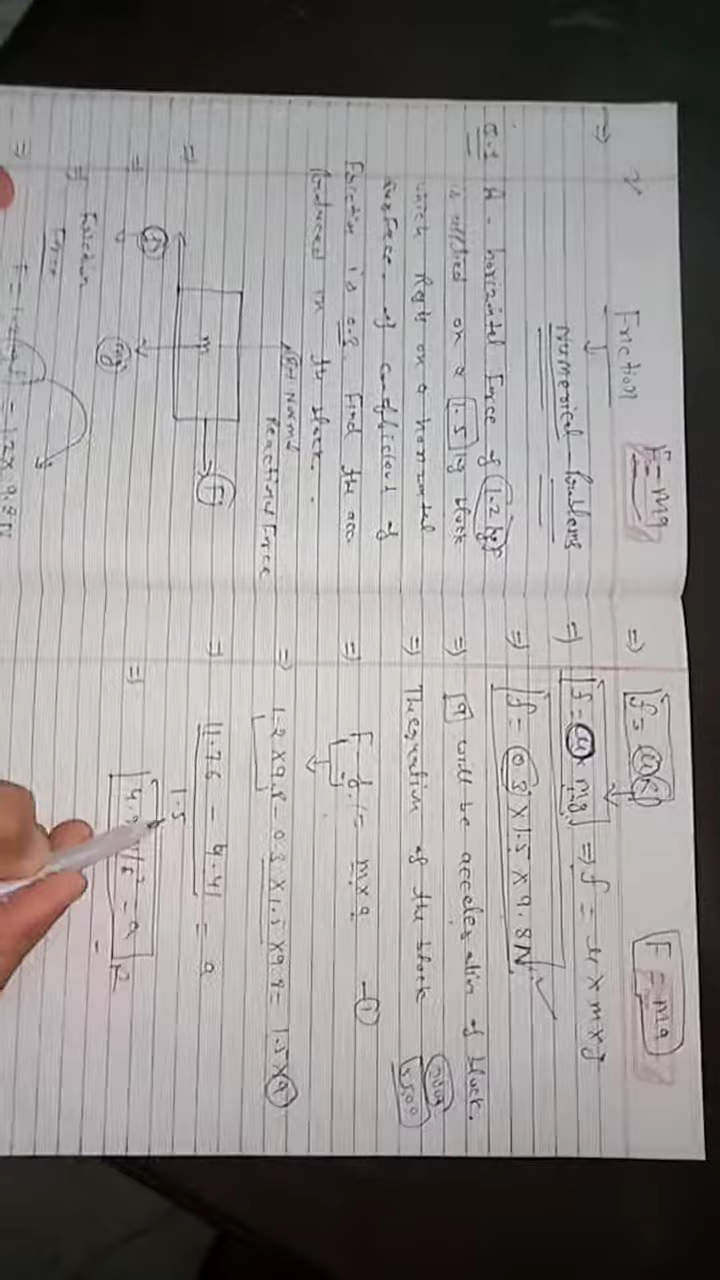 Friction
F = mg
Numerical - Problems
Q.1 A - horizontal Force of 1.2 kgf
is applied on a 1.5 kg block
which Rests on a horizontal
surface. If coefficient of
Friction is 0.3. Find the acc
Produced in the block.
R → Normal
Reaction Force
m
F
mg
Friction
Force
F = ma
⇒ f = μR
⇒ f = μ × mg ⇒ f = μ × m × g
⇒ f = 0.3 × 1.5 × 9.8 N
⇒ a will be acceleration of block.
⇒ The equation of the block
⇒ F - f = m × a - ①
⇒ 1.2 × 9.8 - 0.3 × 1.5 × 9.8 = 1.5 × a
⇒ 11.76 - 4.41 = a
1.5